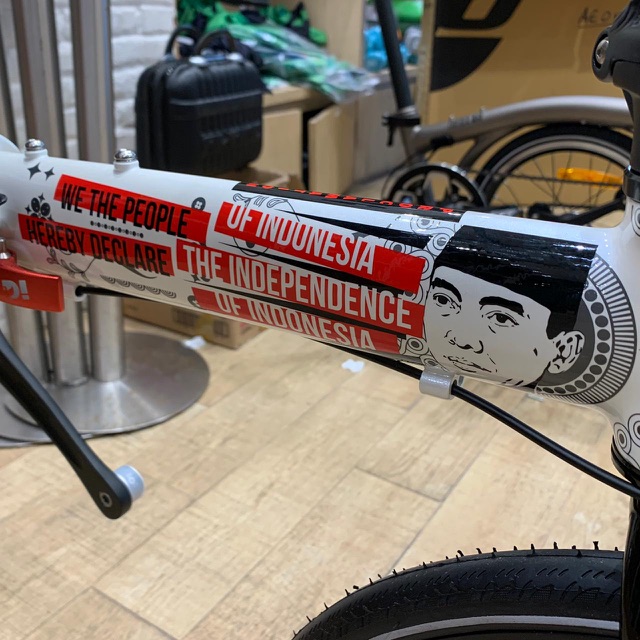 WE THE PEOPLE
OF INDONESIA
HEREBY DECLARE
THE INDEPENDENCE
OF INDONESIA
D!